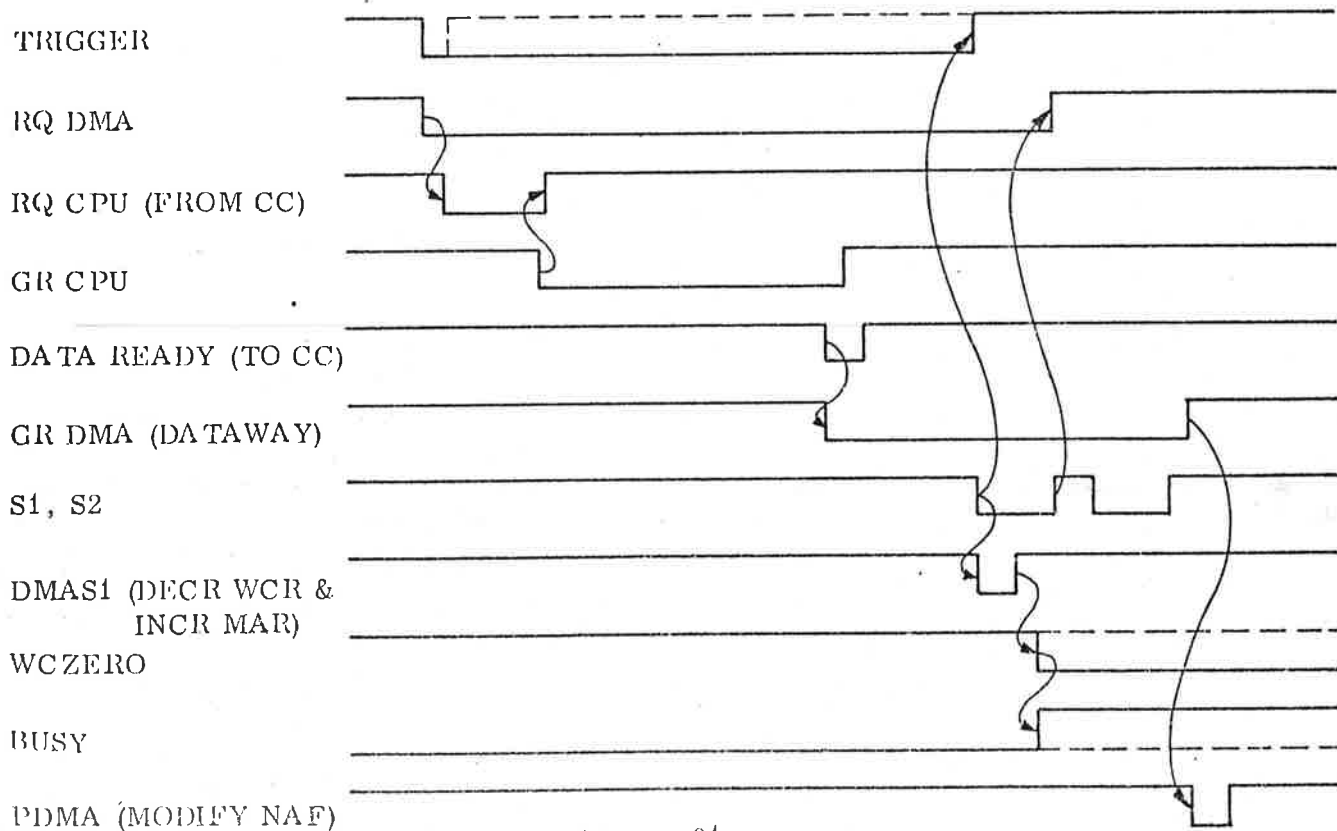 TRIGGER
RQ DMA
RQ CPU (FROM CC)
GR CPU
DATA READY (TO CC)
GR DMA (DATAWAY)
S1, S2
DMAS1 (DECR WCR &
INCR MAR)
WCZERO
BUSY
PDMA (MODIFY NAF)